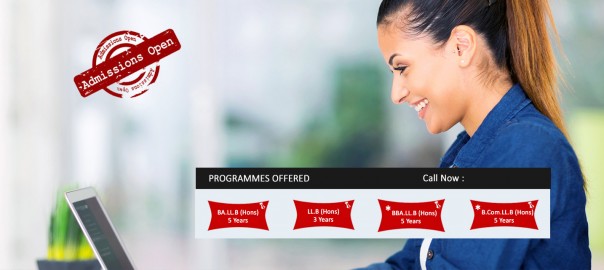 Admissions Open
Admissions Open
Admissions Open
PROGRAMMES OFFERED
Call Now :
BA.LL.B (Hons)
5 Years
LL.B (Hons)
3 Years
* BBA.LL.B (Hons)
5 Years
* B.Com.LL.B (Hons)
5 Years